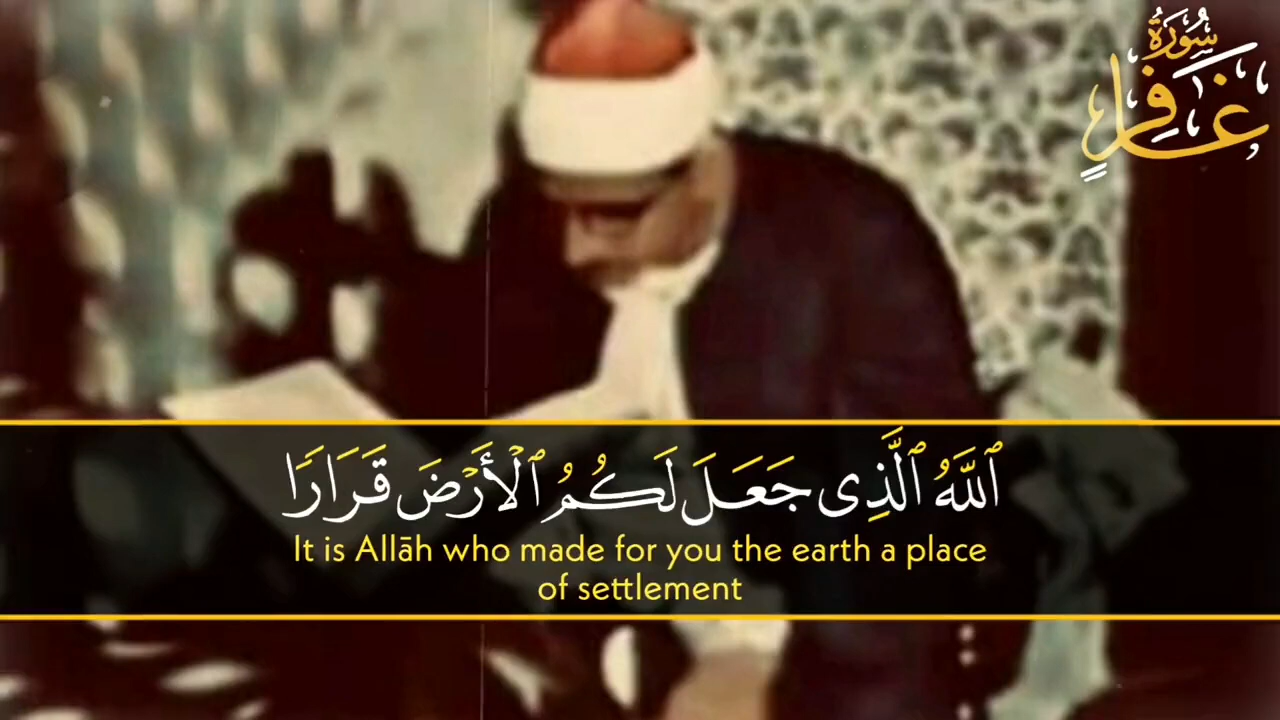 سُورَةُ
غَافِرٍ
ٱللَّهُ ٱلَّذِى جَعَلَ لَكُمُ ٱلْأَرْضَ قَرَارًا
It is Allāh who made for you the earth a place
of settlement